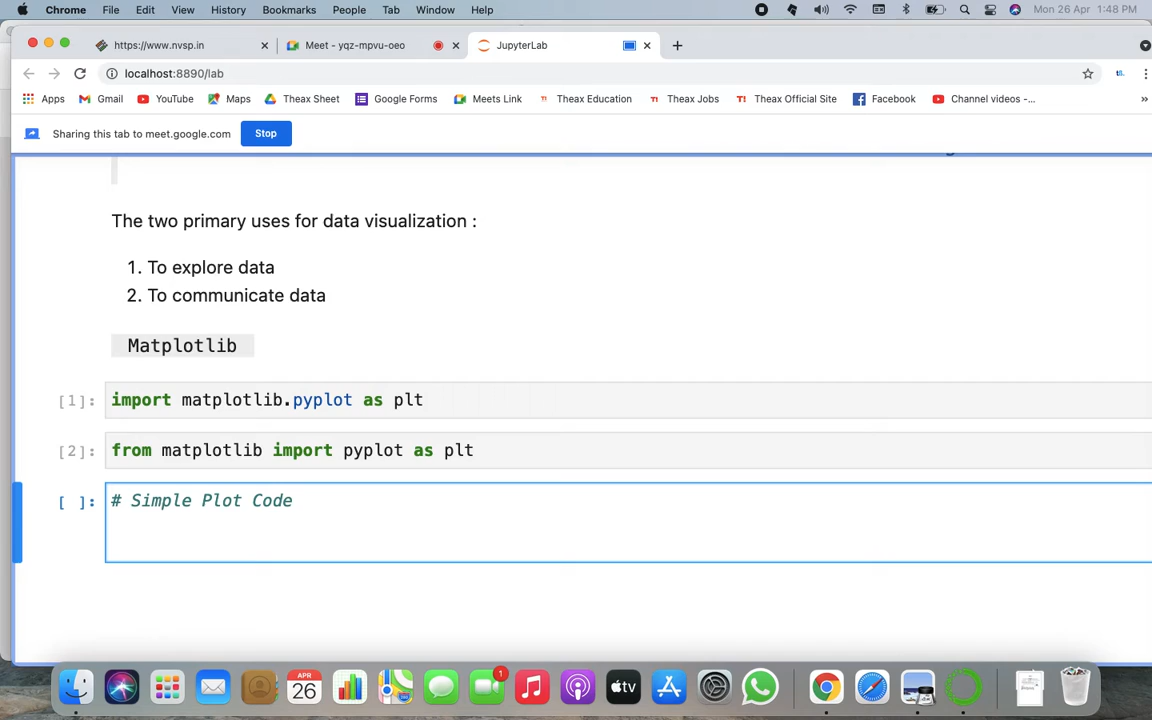 Chrome File Edit View History Bookmarks People Tab Window Help Mon 26 Apr 1:48 PM
https://www.nvsp.in Meet - yqz-mpvu-oeo JupyterLab
localhost:8890/lab
Apps Gmail YouTube Maps Theax Sheet Google Forms Meets Link Theax Education Theax Jobs Theax Official Site Facebook Channel videos -... »
Sharing this tab to meet.google.com Stop
The two primary uses for data visualization :
1. To explore data
2. To communicate data
Matplotlib
[1]: import matplotlib.pyplot as plt
[2]: from matplotlib import pyplot as plt
[ ]: # Simple Plot Code
APR
26
1
tv